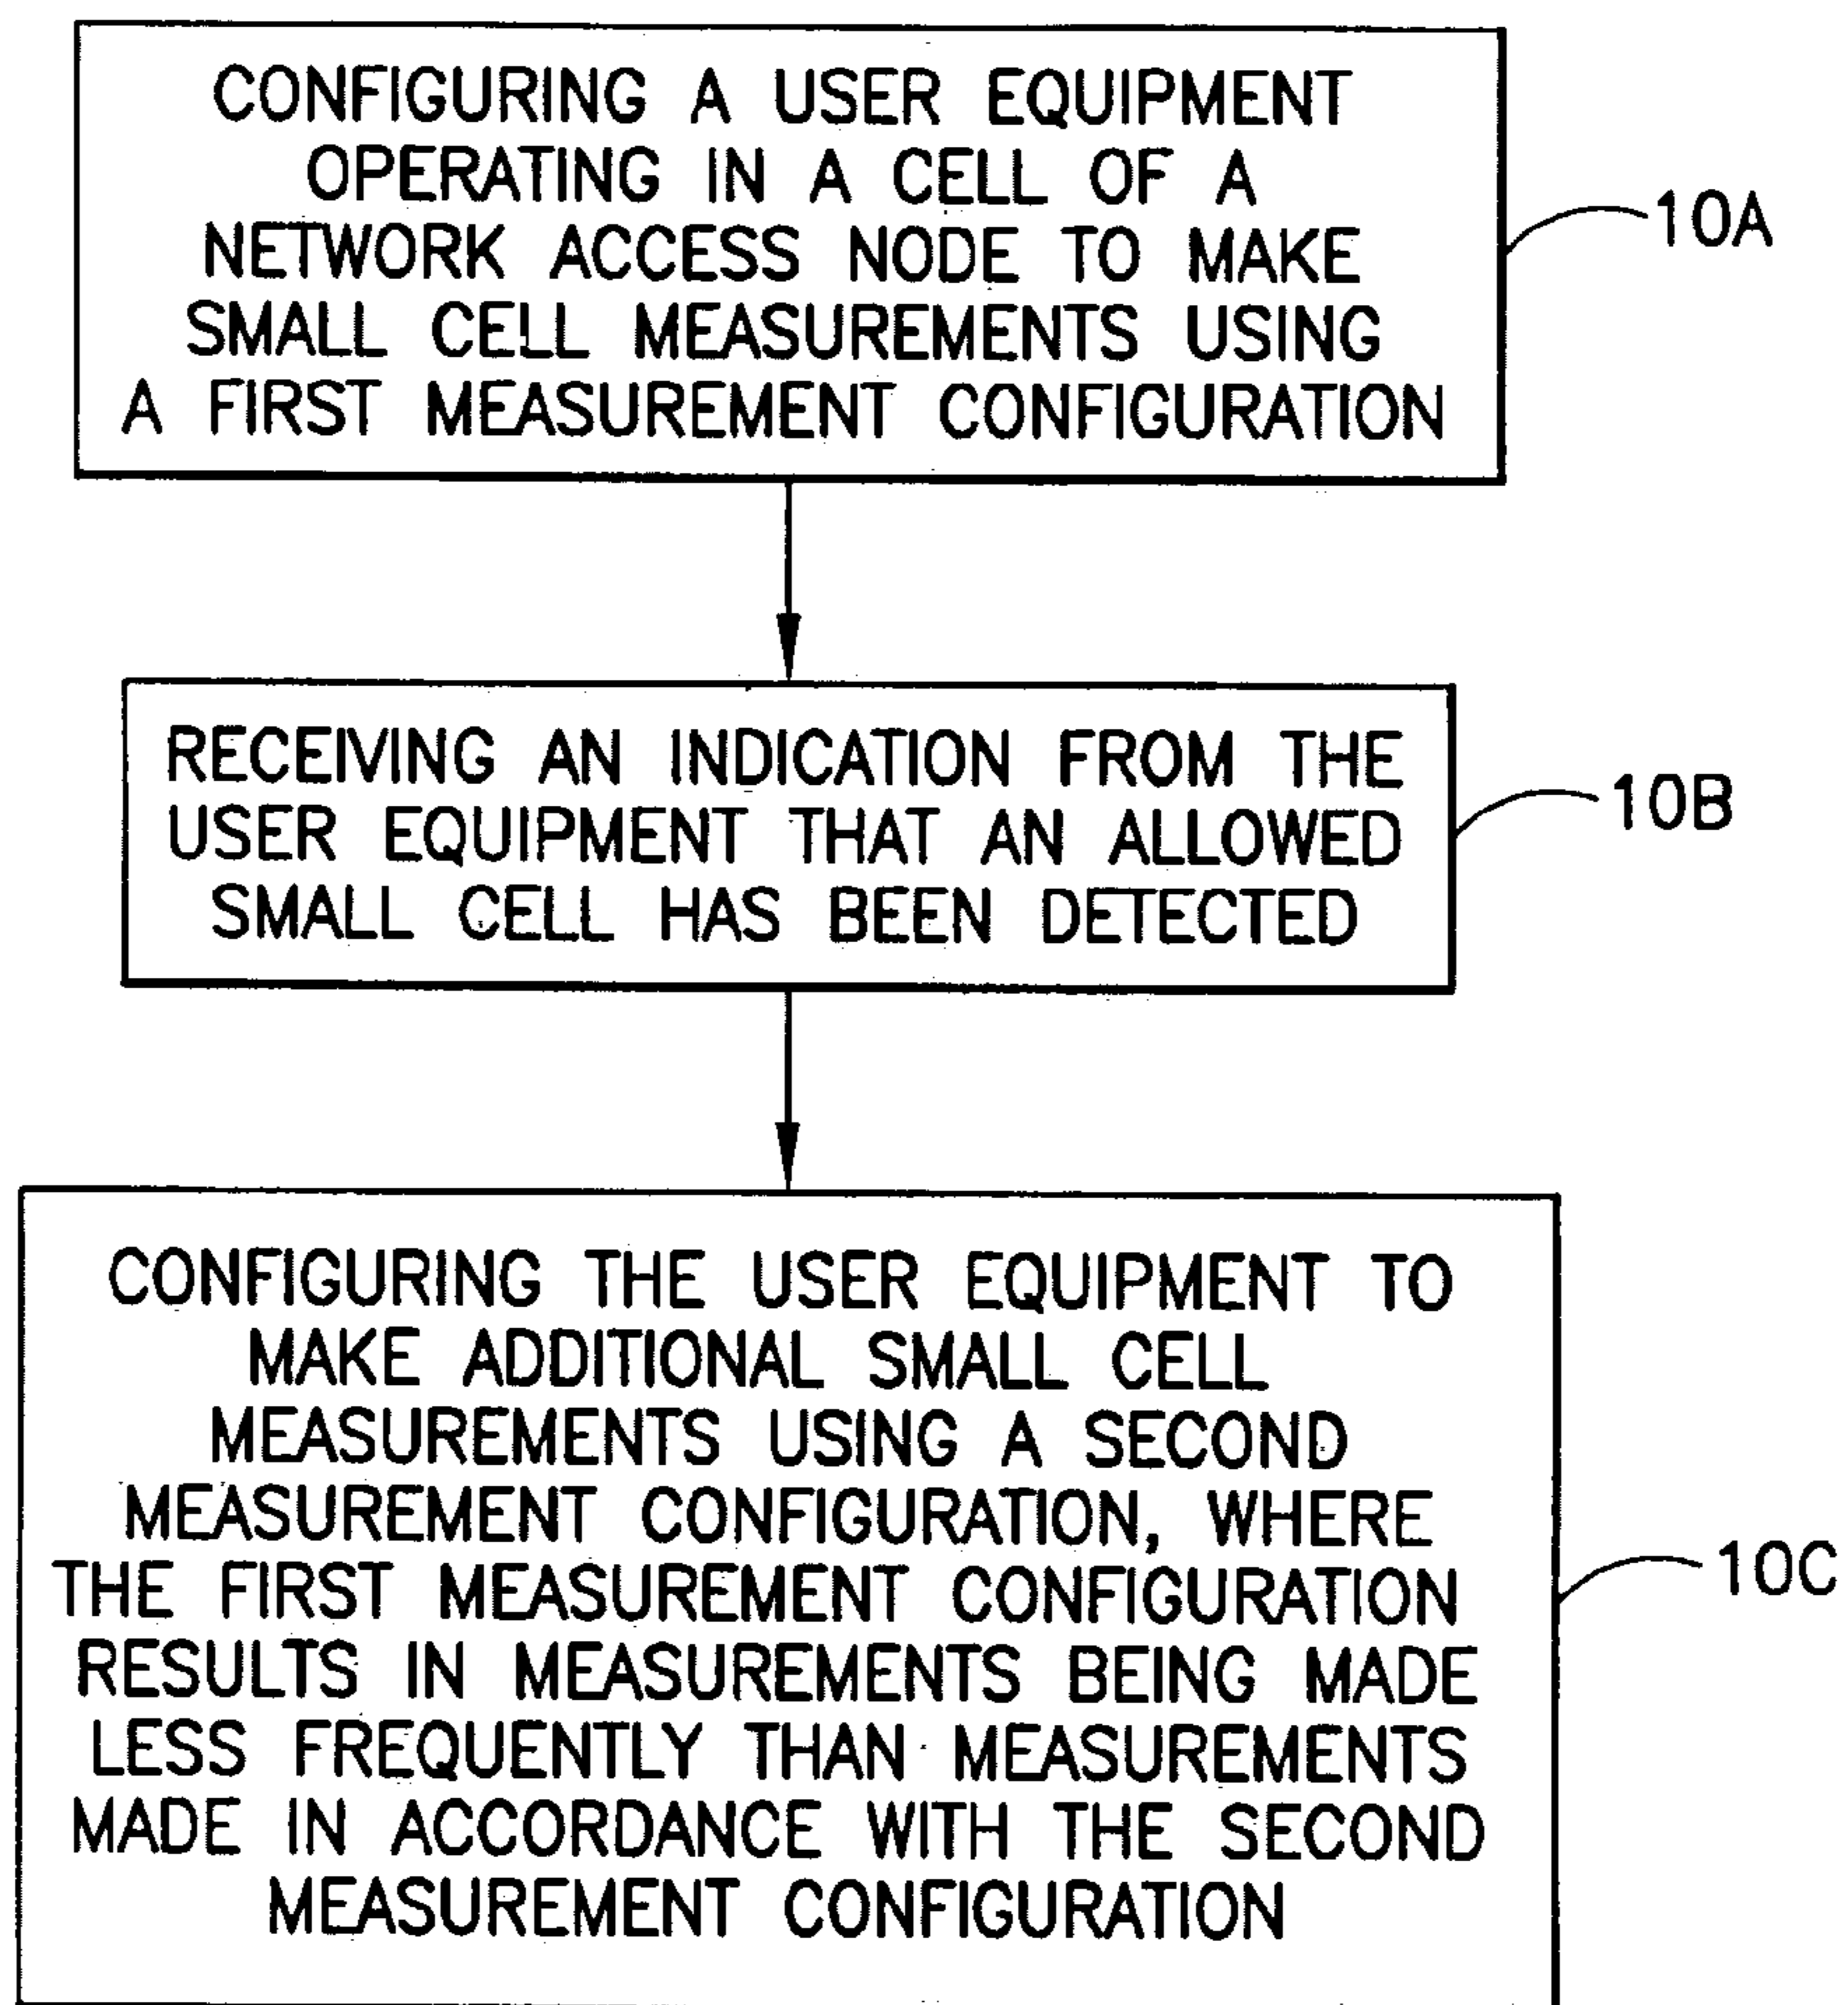 CONFIGURING A USER EQUIPMENT
OPERATING IN A CELL OF A
NETWORK ACCESS NODE TO MAKE
SMALL CELL MEASUREMENTS USING
A FIRST MEASUREMENT CONFIGURATION
10A
RECEIVING AN INDICATION FROM THE
USER EQUIPMENT THAT AN ALLOWED
SMALL CELL HAS BEEN DETECTED
10B
CONFIGURING THE USER EQUIPMENT TO
MAKE ADDITIONAL SMALL CELL
MEASUREMENTS USING A SECOND
MEASUREMENT CONFIGURATION, WHERE
THE FIRST MEASUREMENT CONFIGURATION
RESULTS IN MEASUREMENTS BEING MADE
LESS FREQUENTLY THAN MEASUREMENTS
MADE IN ACCORDANCE WITH THE SECOND
MEASUREMENT CONFIGURATION
10C